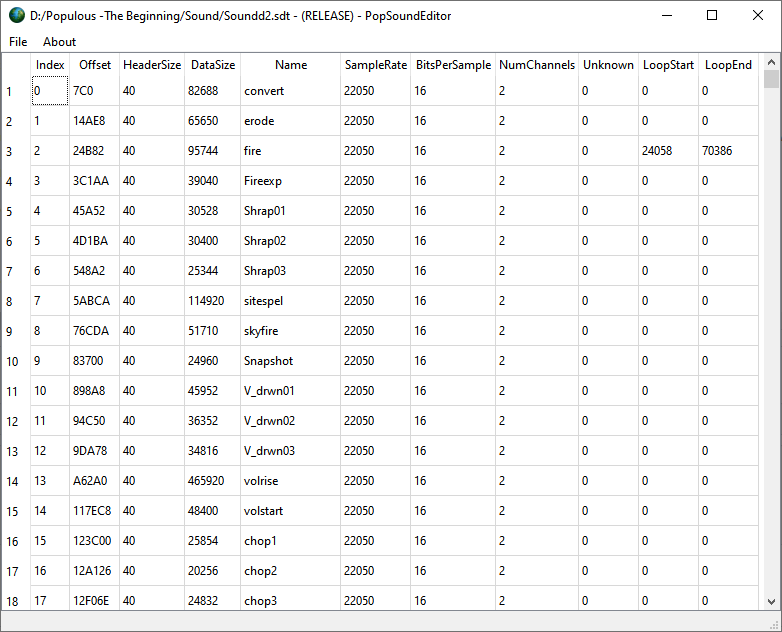 D:/Populous -The Beginning/Sound/Soundd2.sdt - (RELEASE) - PopSoundEditor
File About
Index Offset HeaderSize DataSize Name SampleRate BitsPerSample NumChannels Unknown LoopStart LoopEnd
1 0 7C0 40 82688 convert 22050 16 2 0 0 0
2 1 14AE8 40 65650 erode 22050 16 2 0 0 0
3 2 24B82 40 95744 fire 22050 16 2 0 24058 70386
4 3 3C1AA 40 39040 Fireexp 22050 16 2 0 0 0
5 4 45A52 40 30528 Shrap01 22050 16 2 0 0 0
6 5 4D1BA 40 30400 Shrap02 22050 16 2 0 0 0
7 6 548A2 40 25344 Shrap03 22050 16 2 0 0 0
8 7 5ABCA 40 114920 sitespel 22050 16 2 0 0 0
9 8 76CDA 40 51710 skyfire 22050 16 2 0 0 0
10 9 83700 40 24960 Snapshot 22050 16 2 0 0 0
11 10 898A8 40 45952 V_drwn01 22050 16 2 0 0 0
12 11 94C50 40 36352 V_drwn02 22050 16 2 0 0 0
13 12 9DA78 40 34816 V_drwn03 22050 16 2 0 0 0
14 13 A62A0 40 465920 volrise 22050 16 2 0 0 0
15 14 117EC8 40 48400 volstart 22050 16 2 0 0 0
16 15 123C00 40 25854 chop1 22050 16 2 0 0 0
17 16 12A126 40 20256 chop2 22050 16 2 0 0 0
18 17 12F06E 40 24832 chop3 22050 16 2 0 0 0